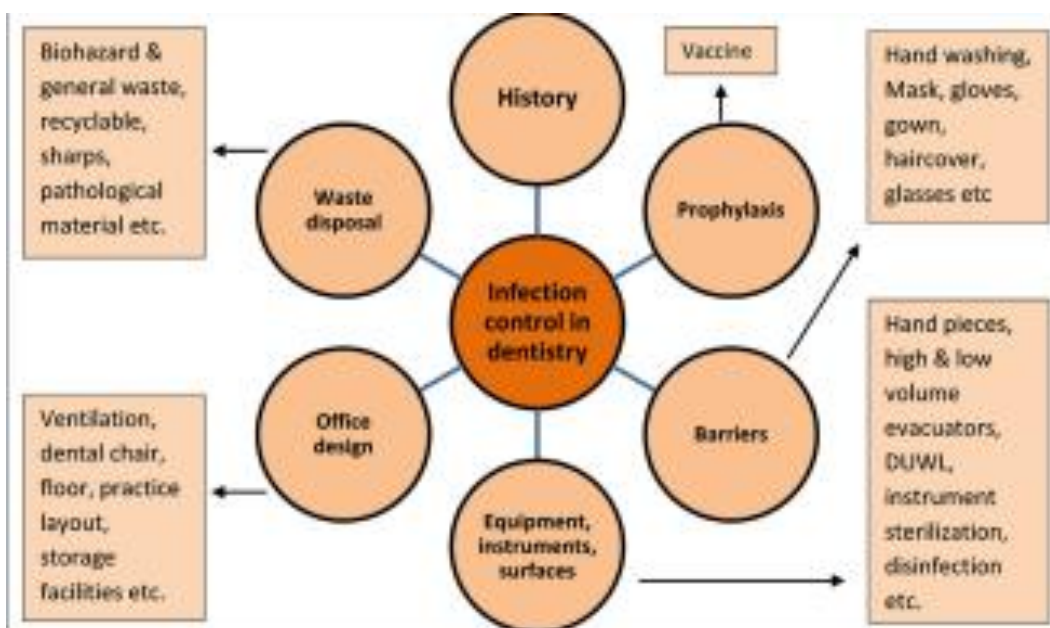 Biohazard &
general waste,
recyclable,
sharps,
pathological
material etc.
History
Vaccine
Hand washing,
Mask, gloves,
gown,
haircover,
glasses etc
Waste
disposal
Prophylaxis
Infection
control in
dentistry
Ventilation,
dental chair,
floor, practice
layout,
storage
facilities etc.
Office
design
Barriers
Equipment,
instruments,
surfaces
Hand pieces,
high & low
volume
evacuators,
DUWL,
instrument
sterilization,
disinfection
etc.